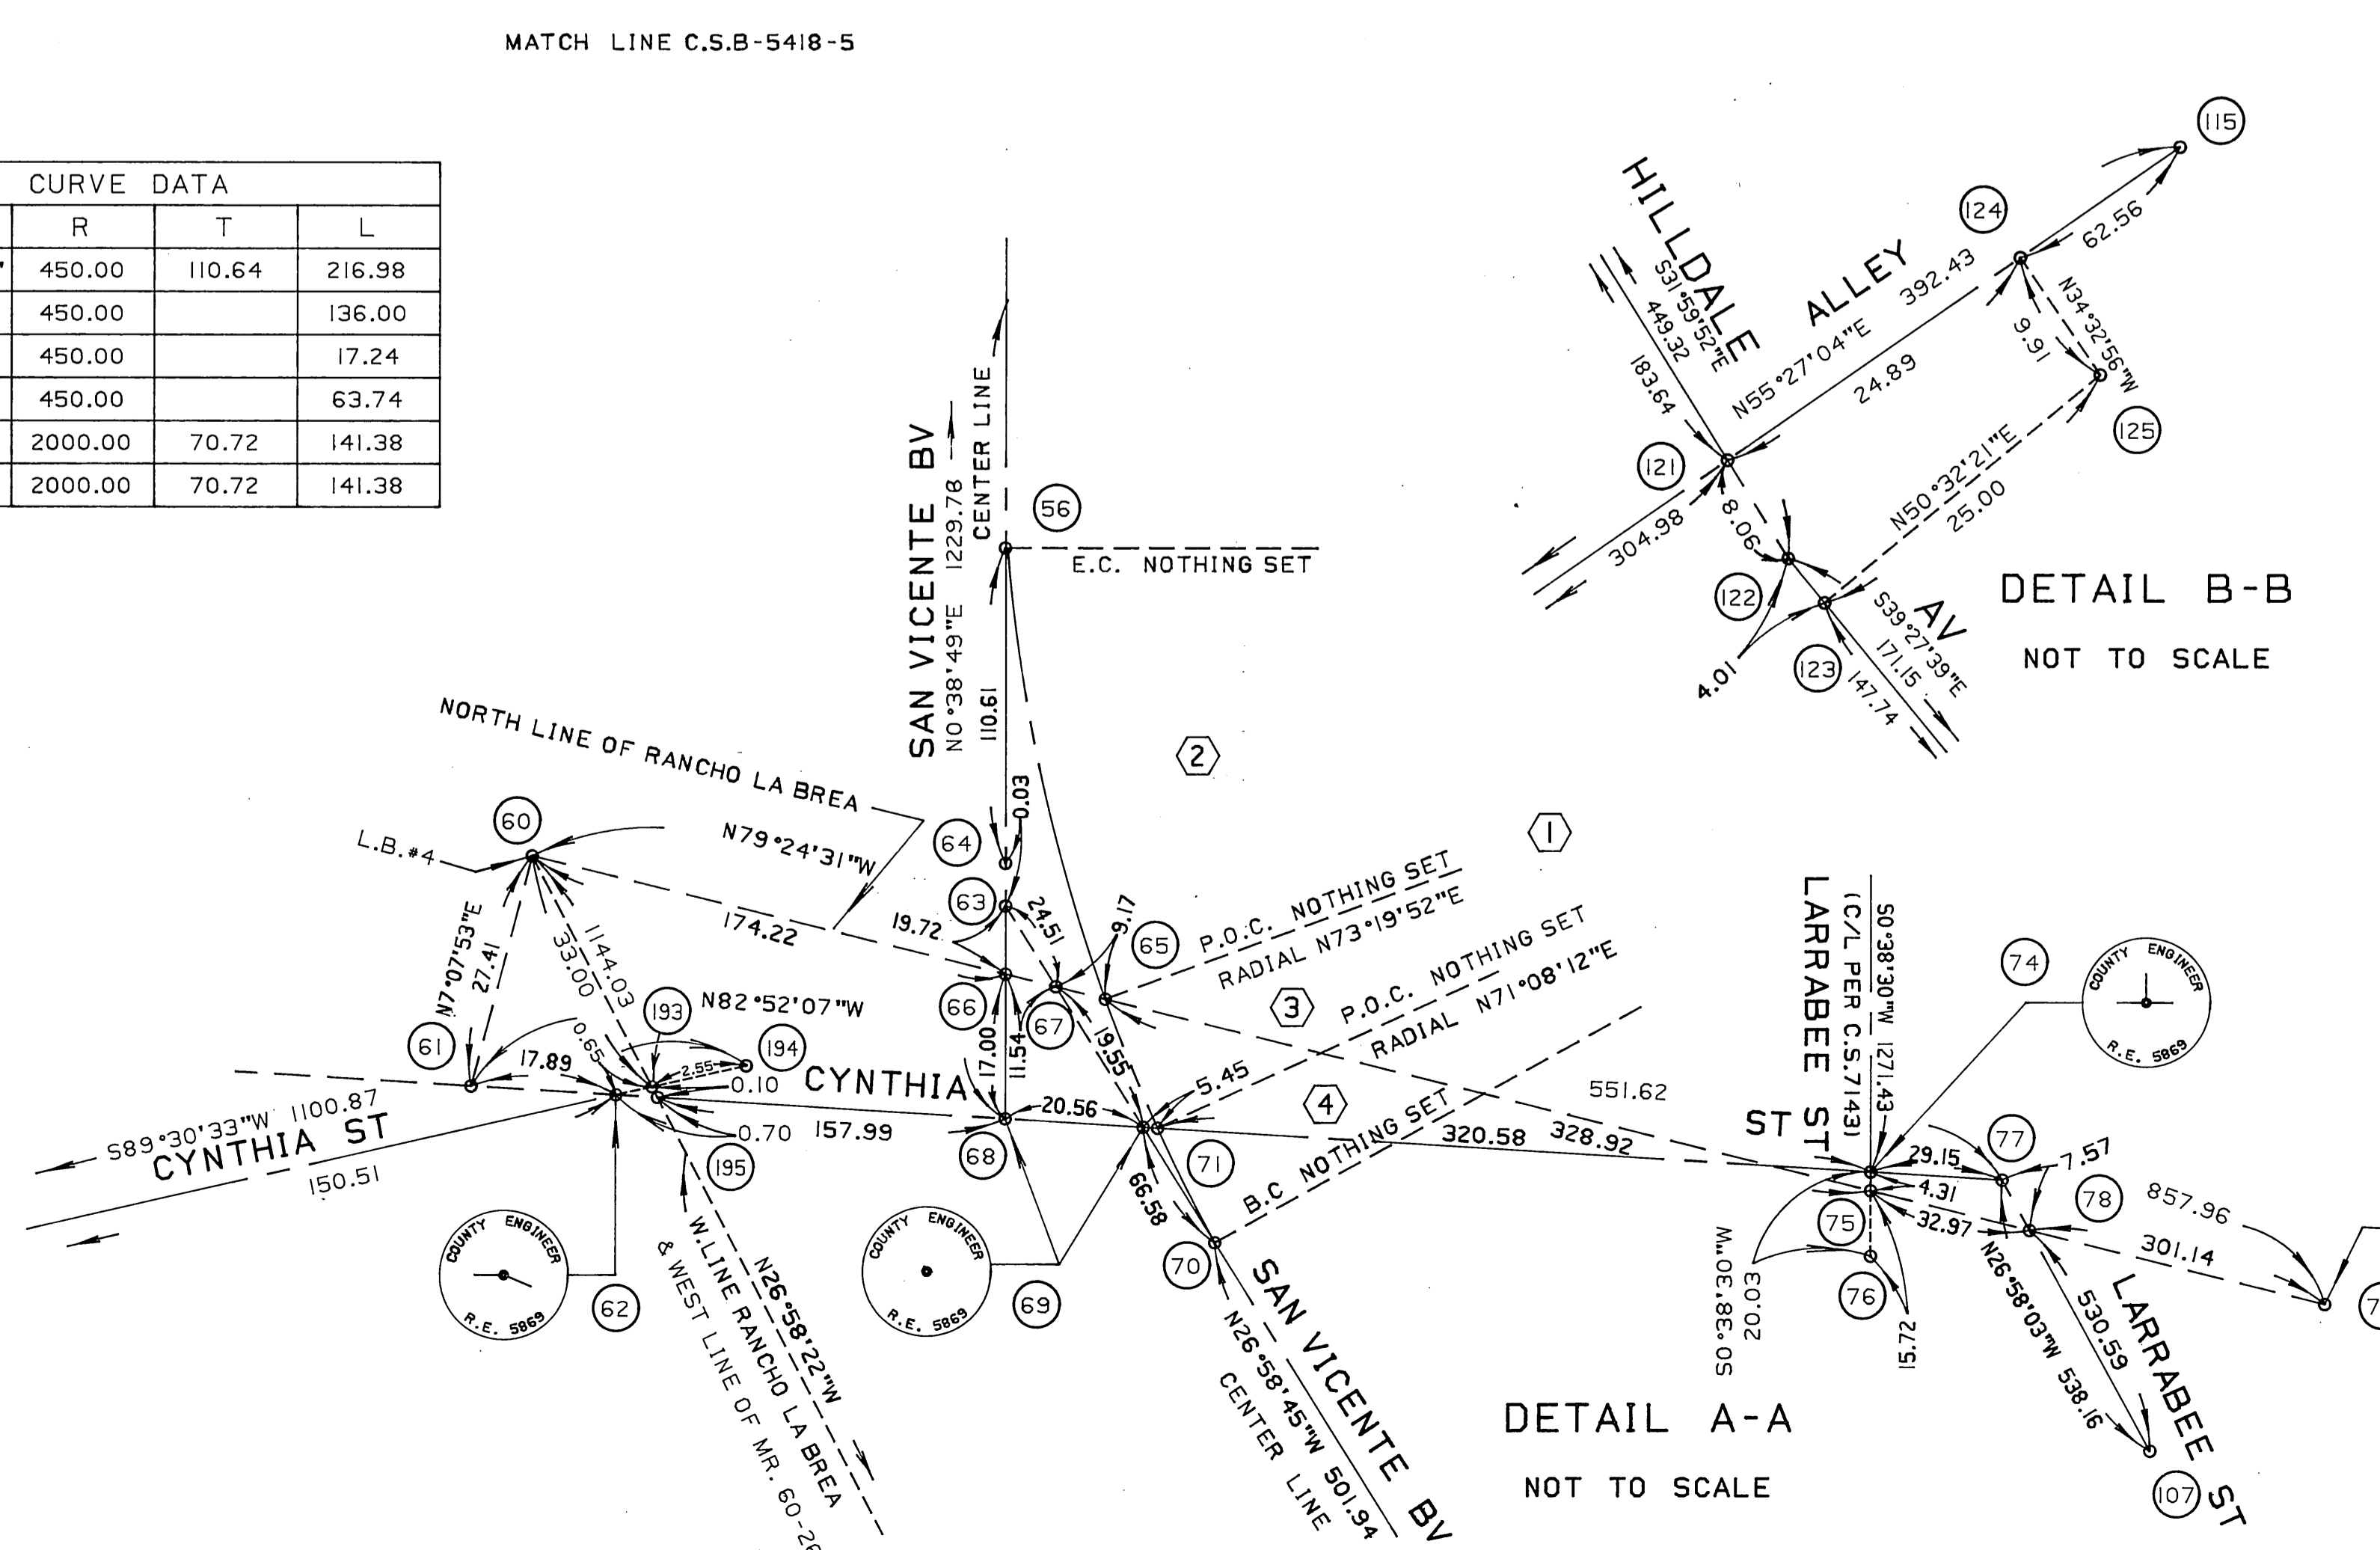 MATCH LINE C.S.B-5418-5
CURVE DATA
R T L
450.00 110.64 216.98
450.00 136.00
450.00 17.24
450.00 63.74
2000.00 70.72 141.38
2000.00 70.72 141.38
115
124
62.56
HILLDALE
S31°59'52"E
449.32
183.64
ALLEY
392.43
N55°27'04"E
24.89
N34°32'56"W
9.91
125
121
304.98
8.06
N50°32'21"E
25.00
122
4.01
123
S39°27'39"E
171.15
147.74
AV
DETAIL B-B
NOT TO SCALE
SAN VICENTE BV
N0°38'49"E 1229.78
CENTER LINE
56
E.C. NOTHING SET
110.61
0.03
2
1
NORTH LINE OF RANCHO LA BREA
60
L.B.#4
N79°24'31"W
174.22
64
63
19.72
24.51
9.17
65
P.O.C. NOTHING SET
RADIAL N73°19'52"E
P.O.C. NOTHING SET
RADIAL N71°08'12"E
3
N7°07'53"E
27.41
1144.03
33.00
66
67
193
N82°52'07"W
194
0.65
2.55
0.10
61
17.89
17.00
11.54
19.55
5.45
CYNTHIA
4
551.62
S89°30'33"W 1100.87
CYNTHIA ST
150.51
0.70
157.99
195
20.56
68
71
B.C NOTHING SET
320.58
328.92
66.58
70
COUNTY ENGINEER
R.E. 5869
62
COUNTY ENGINEER
R.E. 5869
69
N26°58'22"W
W.LINE RANCHO LA BREA
& WEST LINE OF MR. 60-26
SAN VICENTE BV
N26°58'45"W 501.94
CENTER LINE
LARRABEE ST
(C/L PER C.S.7143)
S0°38'30"W 1271.43
74
COUNTY ENGINEER
R.E. 5869
ST
77
29.15
7.57
4.31
78
32.97
857.96
301.14
75
76
S0°38'30"W
20.03
15.72
N26°58'03"W 538.16
530.59
LARRABEE ST
107
DETAIL A-A
NOT TO SCALE